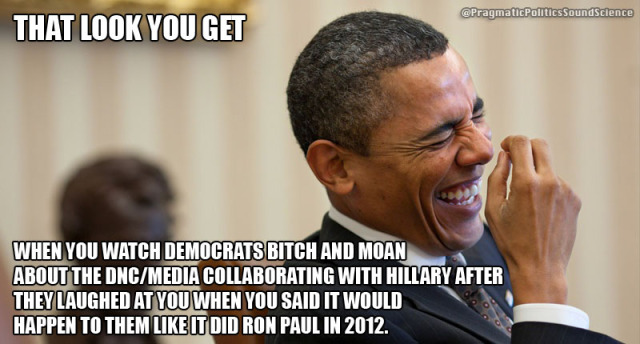 @PragmaticPoliticsSoundScience
THAT LOOK YOU GET
WHEN YOU WATCH DEMOCRATS BITCH AND MOAN
ABOUT THE DNC/MEDIA COLLABORATING WITH HILLARY AFTER
THEY LAUGHED AT YOU WHEN YOU SAID IT WOULD
HAPPEN TO THEM LIKE IT DID RON PAUL IN 2012.